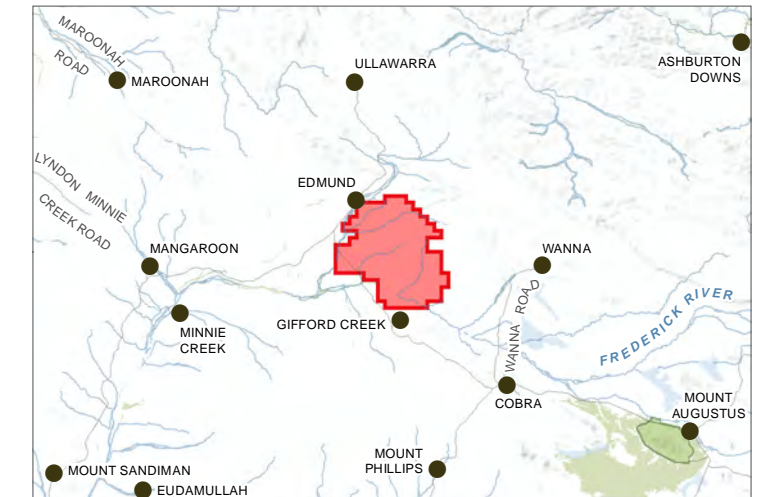 MAROONAH
ROAD
MAROONAH
ULLAWARRA
ASHBURTON
DOWNS
LYNDON MINNIE
CREEK ROAD
EDMUND
MANGAROON
WANNA
MINNIE
CREEK
GIFFORD CREEK
WANNA ROAD
FREDERICK RIVER
COBRA
MOUNT
AUGUSTUS
MOUNT
PHILLIPS
MOUNT SANDIMAN
EUDAMULLAH